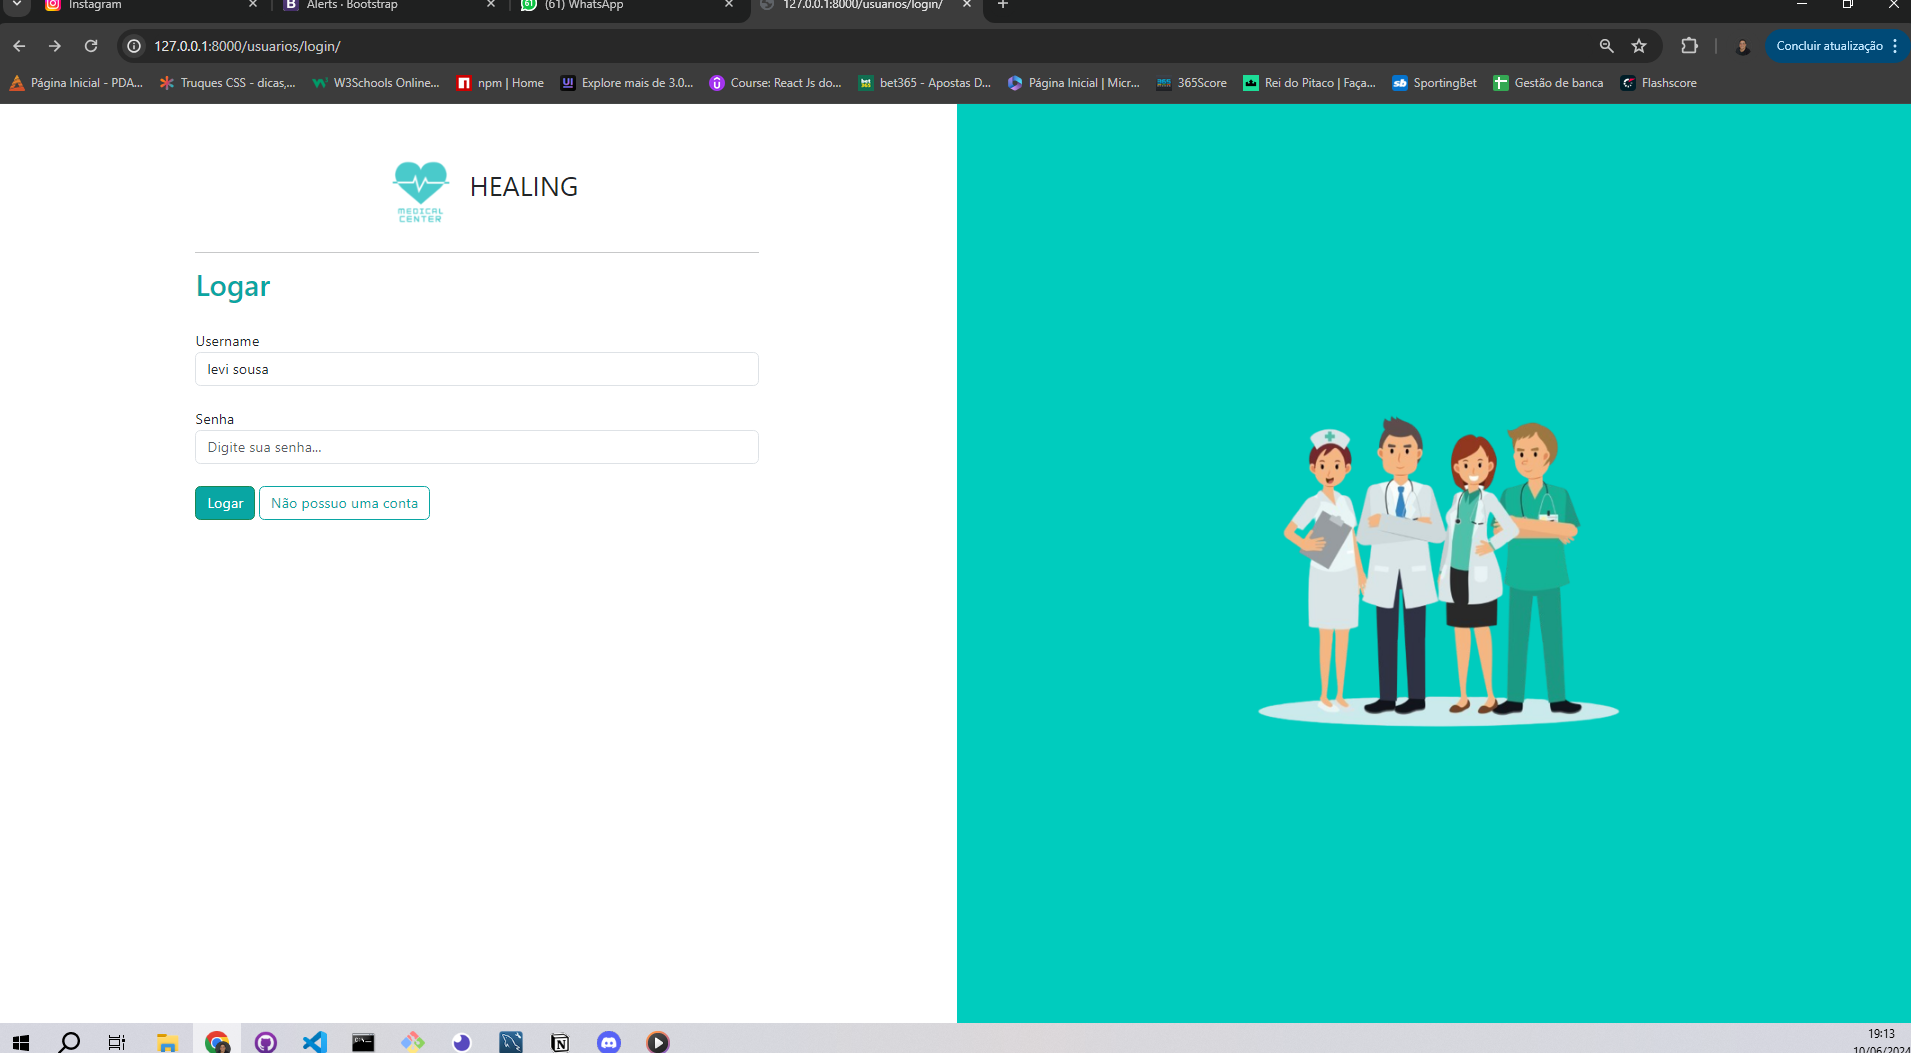 Instagram
Alerts · Bootstrap
(61) WhatsApp
127.0.0.1:8000/usuarios/login/
127.0.0.1:8000/usuarios/login/
Concluir atualização
Página Inicial - PDA...
Truques CSS - dicas,...
W3Schools Online...
npm | Home
Explore mais de 3.0...
Course: React Js do...
bet365 - Apostas D...
Página Inicial | Micr...
365Score
Rei do Pitaco | Faça...
SportingBet
Gestão de banca
Flashscore
MEDICAL
CENTER
HEALING
Logar
Username
levi sousa
Senha
Digite sua senha...
Logar
Não possuo uma conta
19:13
10/06/2024